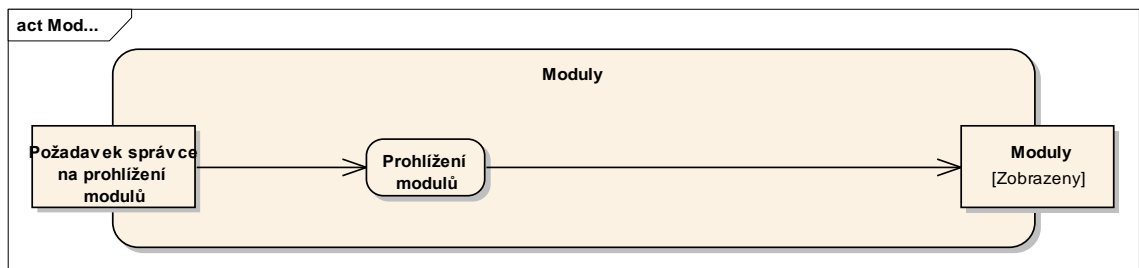 act Mod...
Moduly
Požadavek správce
na prohlížení
modulů
Prohlížení
modulů
Moduly
[Zobrazeny]